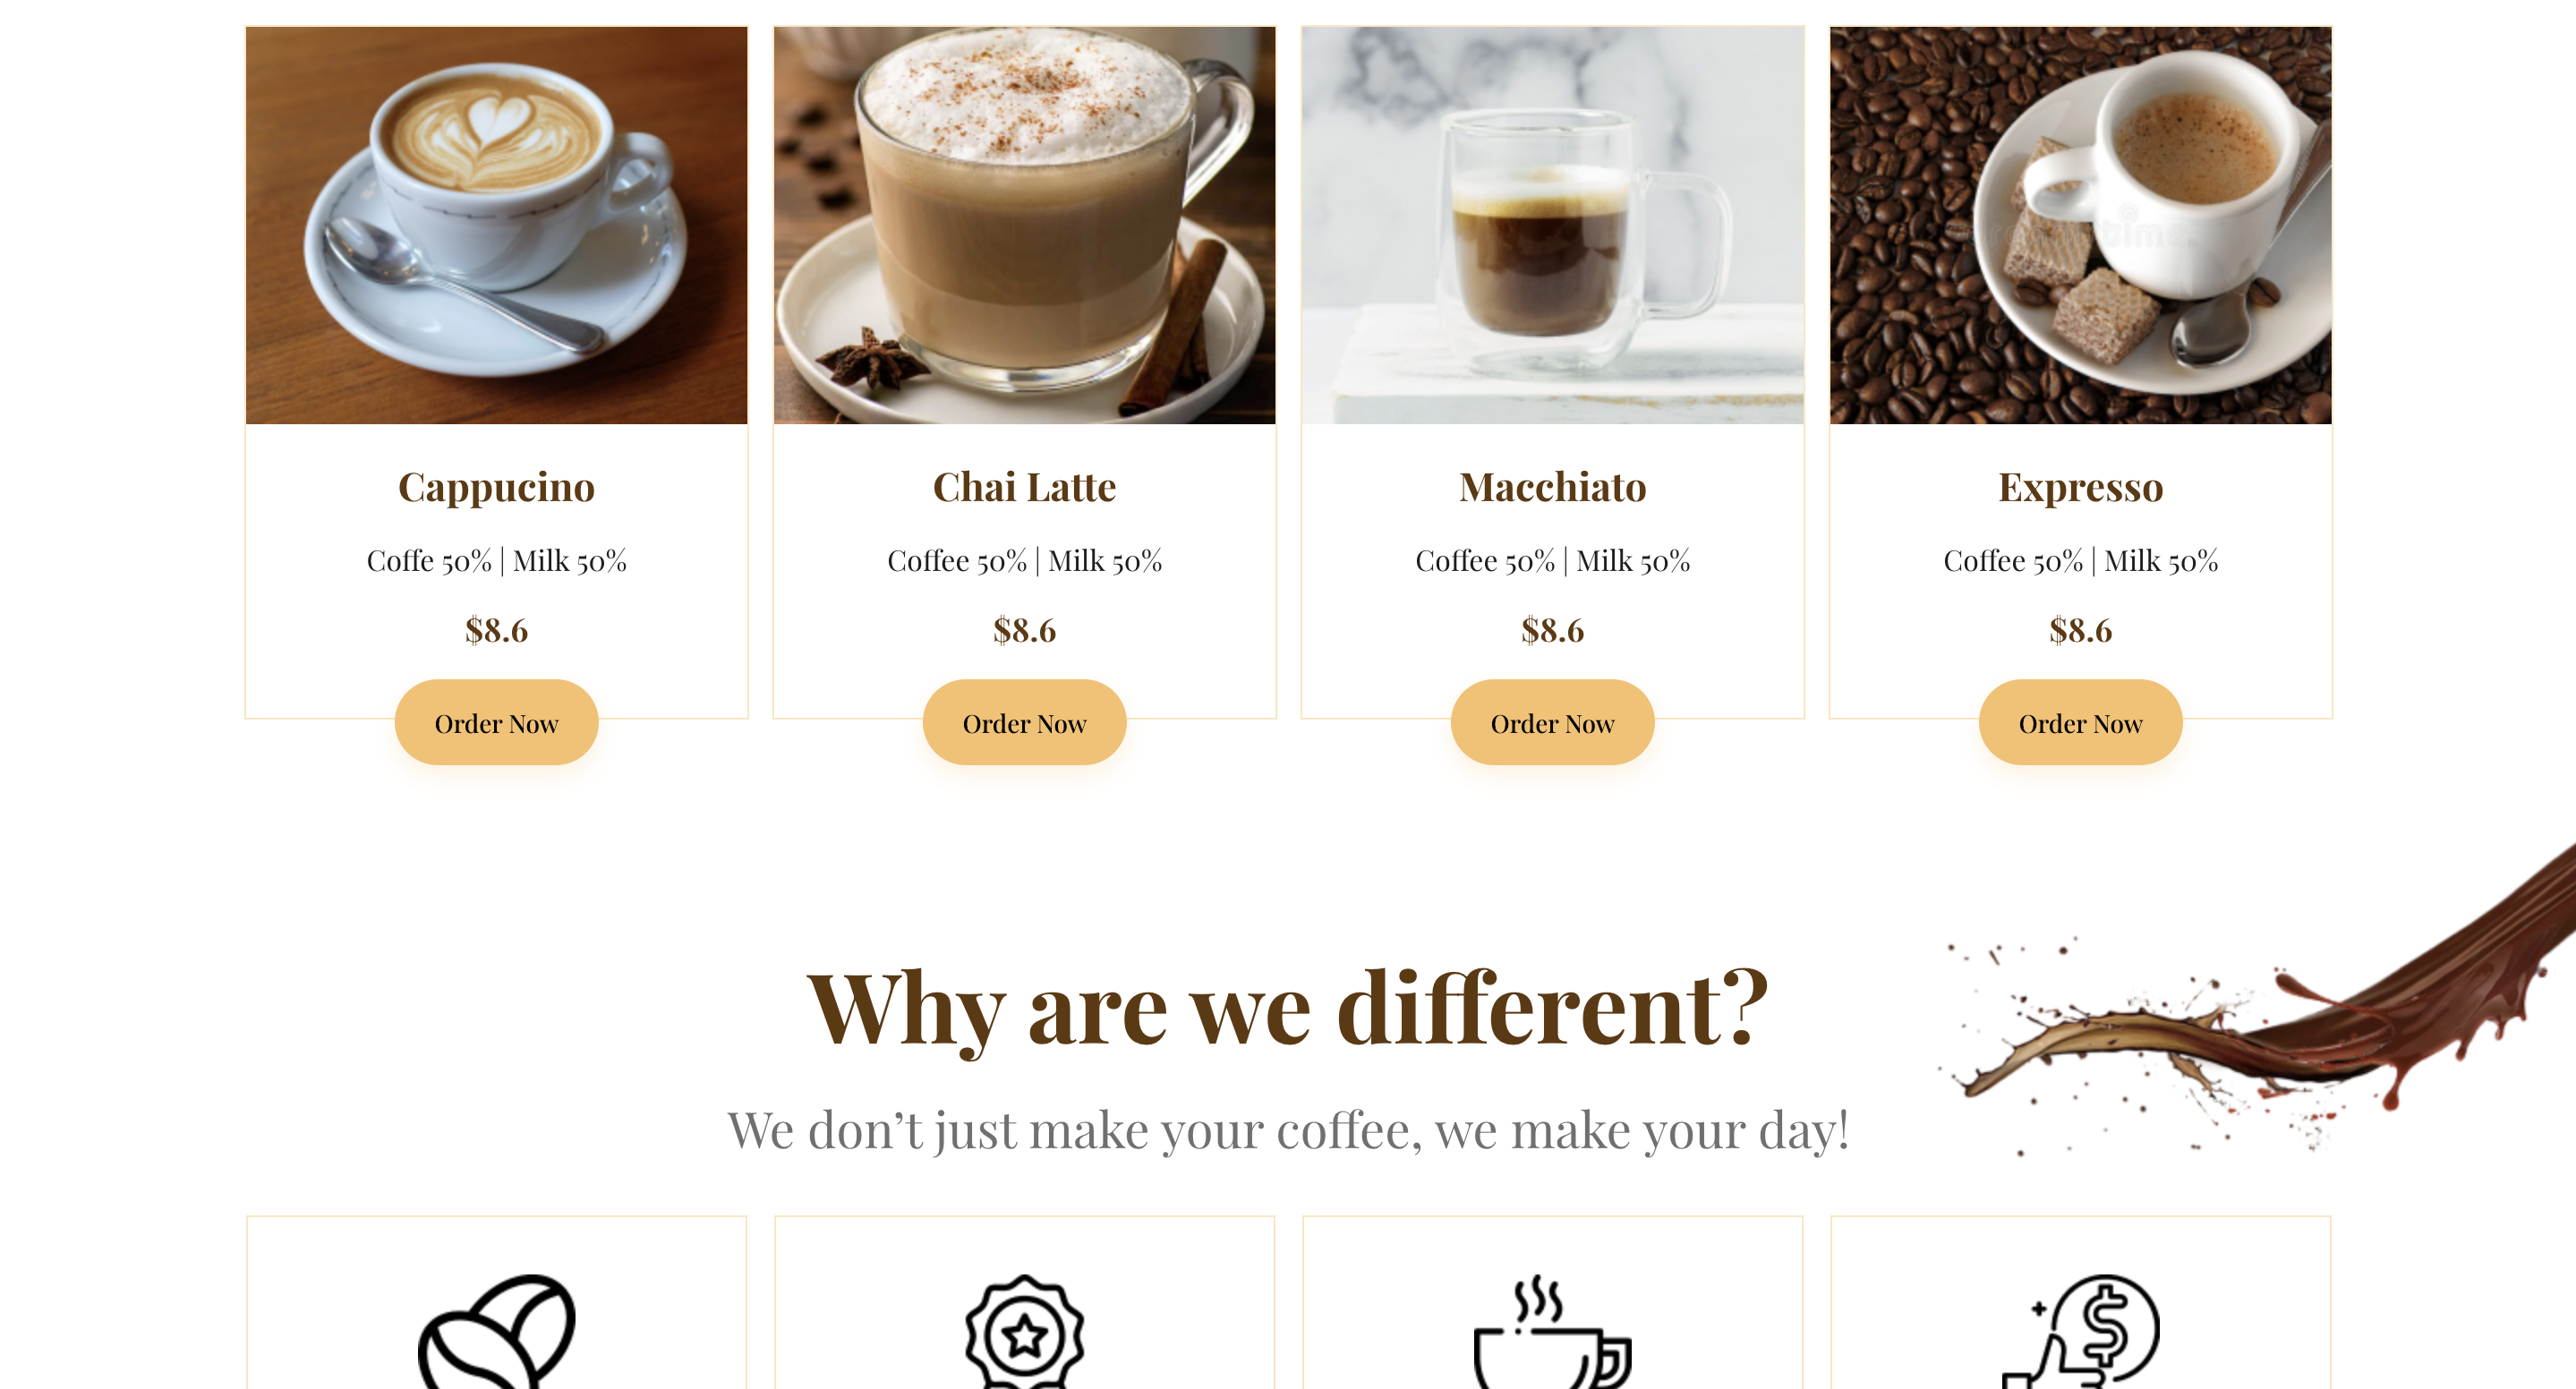 Cappucino
Chai Latte
Macchiato
Expresso
Coffe 50% | Milk 50%
Coffee 50% | Milk 50%
Coffee 50% | Milk 50%
Coffee 50% | Milk 50%
$8.6
$8.6
$8.6
$8.6
Order Now
Order Now
Order Now
Order Now
Why are we different?
We don’t just make your coffee, we make your day!